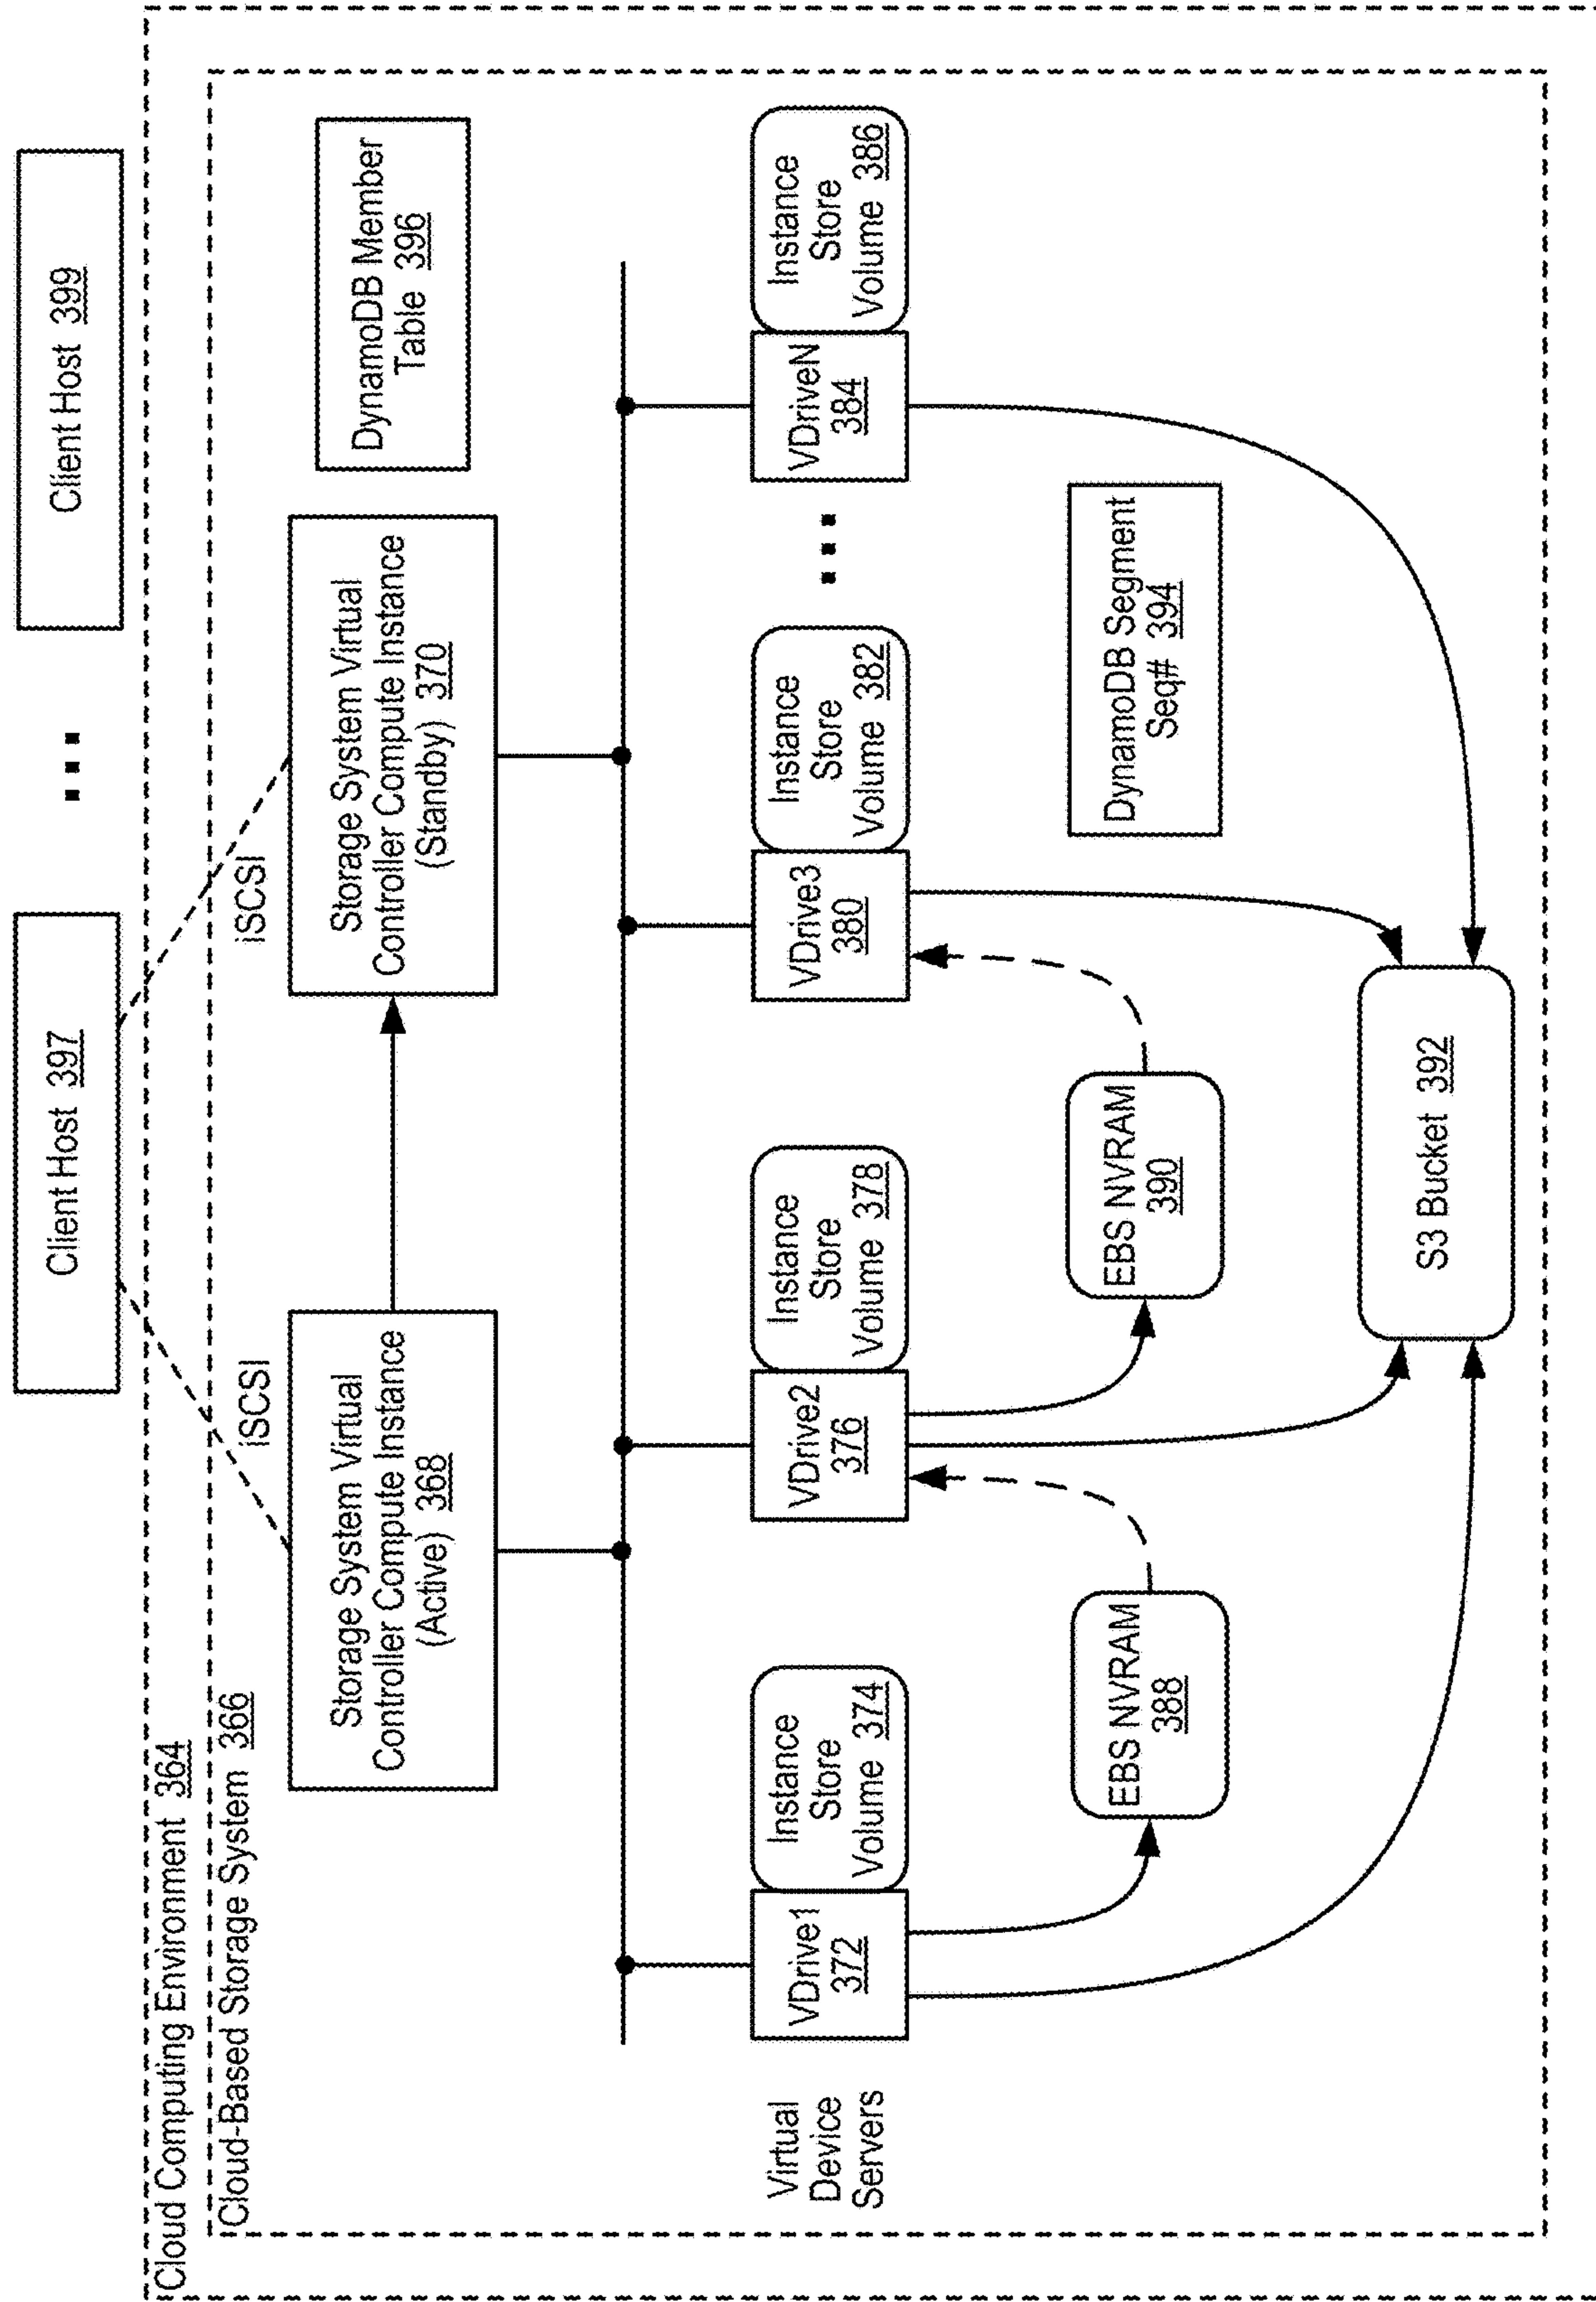 Client Host 397
Client Host 399
Cloud Computing Environment 364
Cloud-Based Storage System 366
iSCSI
iSCSI
Storage System Virtual
Controller Compute Instance
(Active) 368
Storage System Virtual
Controller Compute Instance
(Standby) 370
DynamoDB Member
Table 396
Virtual
Device
Servers
VDrive1
372
Instance
Store
Volume 374
VDrive2
376
Instance
Store
Volume 378
VDrive3
380
Instance
Store
Volume 382
VDriveN
384
Instance
Store
Volume 386
EBS NVRAM
388
EBS NVRAM
390
DynamoDB Segment
Seq# 394
S3 Bucket 392